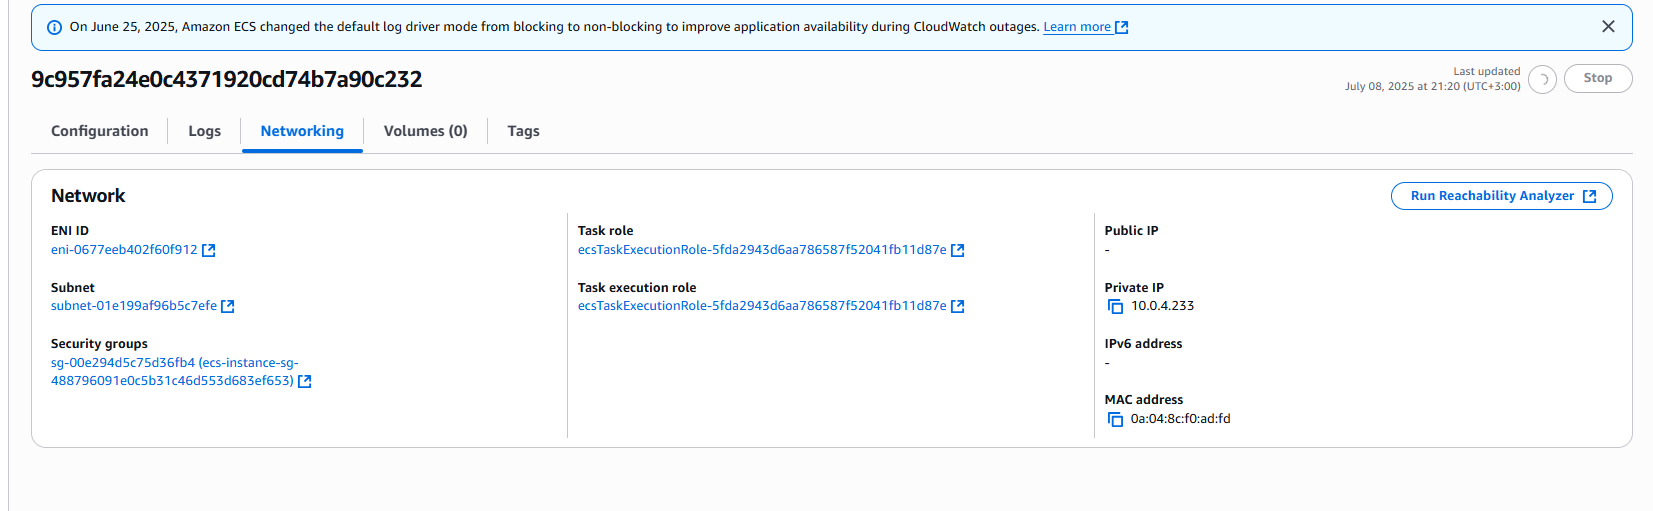 On June 25, 2025, Amazon ECS changed the default log driver mode from blocking to non-blocking to improve application availability during CloudWatch outages. Learn more
9c957fa24e0c4371920cd74b7a90c232
Last updated
July 08, 2025 at 21:20 (UTC+3:00)
Stop
Configuration
Logs
Networking
Volumes (0)
Tags
Network
Run Reachability Analyzer
ENI ID
eni-0677eeb402f60f912
Subnet
subnet-01e199af96b5c7efe
Security groups
sg-00e294d5c75d36fb4 (ecs-instance-sg-
488796091e0c5b31c46d553d683ef653)
Task role
ecsTaskExecutionRole-5fda2943d6aa786587f52041fb11d87e
Task execution role
ecsTaskExecutionRole-5fda2943d6aa786587f52041fb11d87e
Public IP
-
Private IP
10.0.4.233
IPv6 address
-
MAC address
0a:04:8c:f0:ad:fd